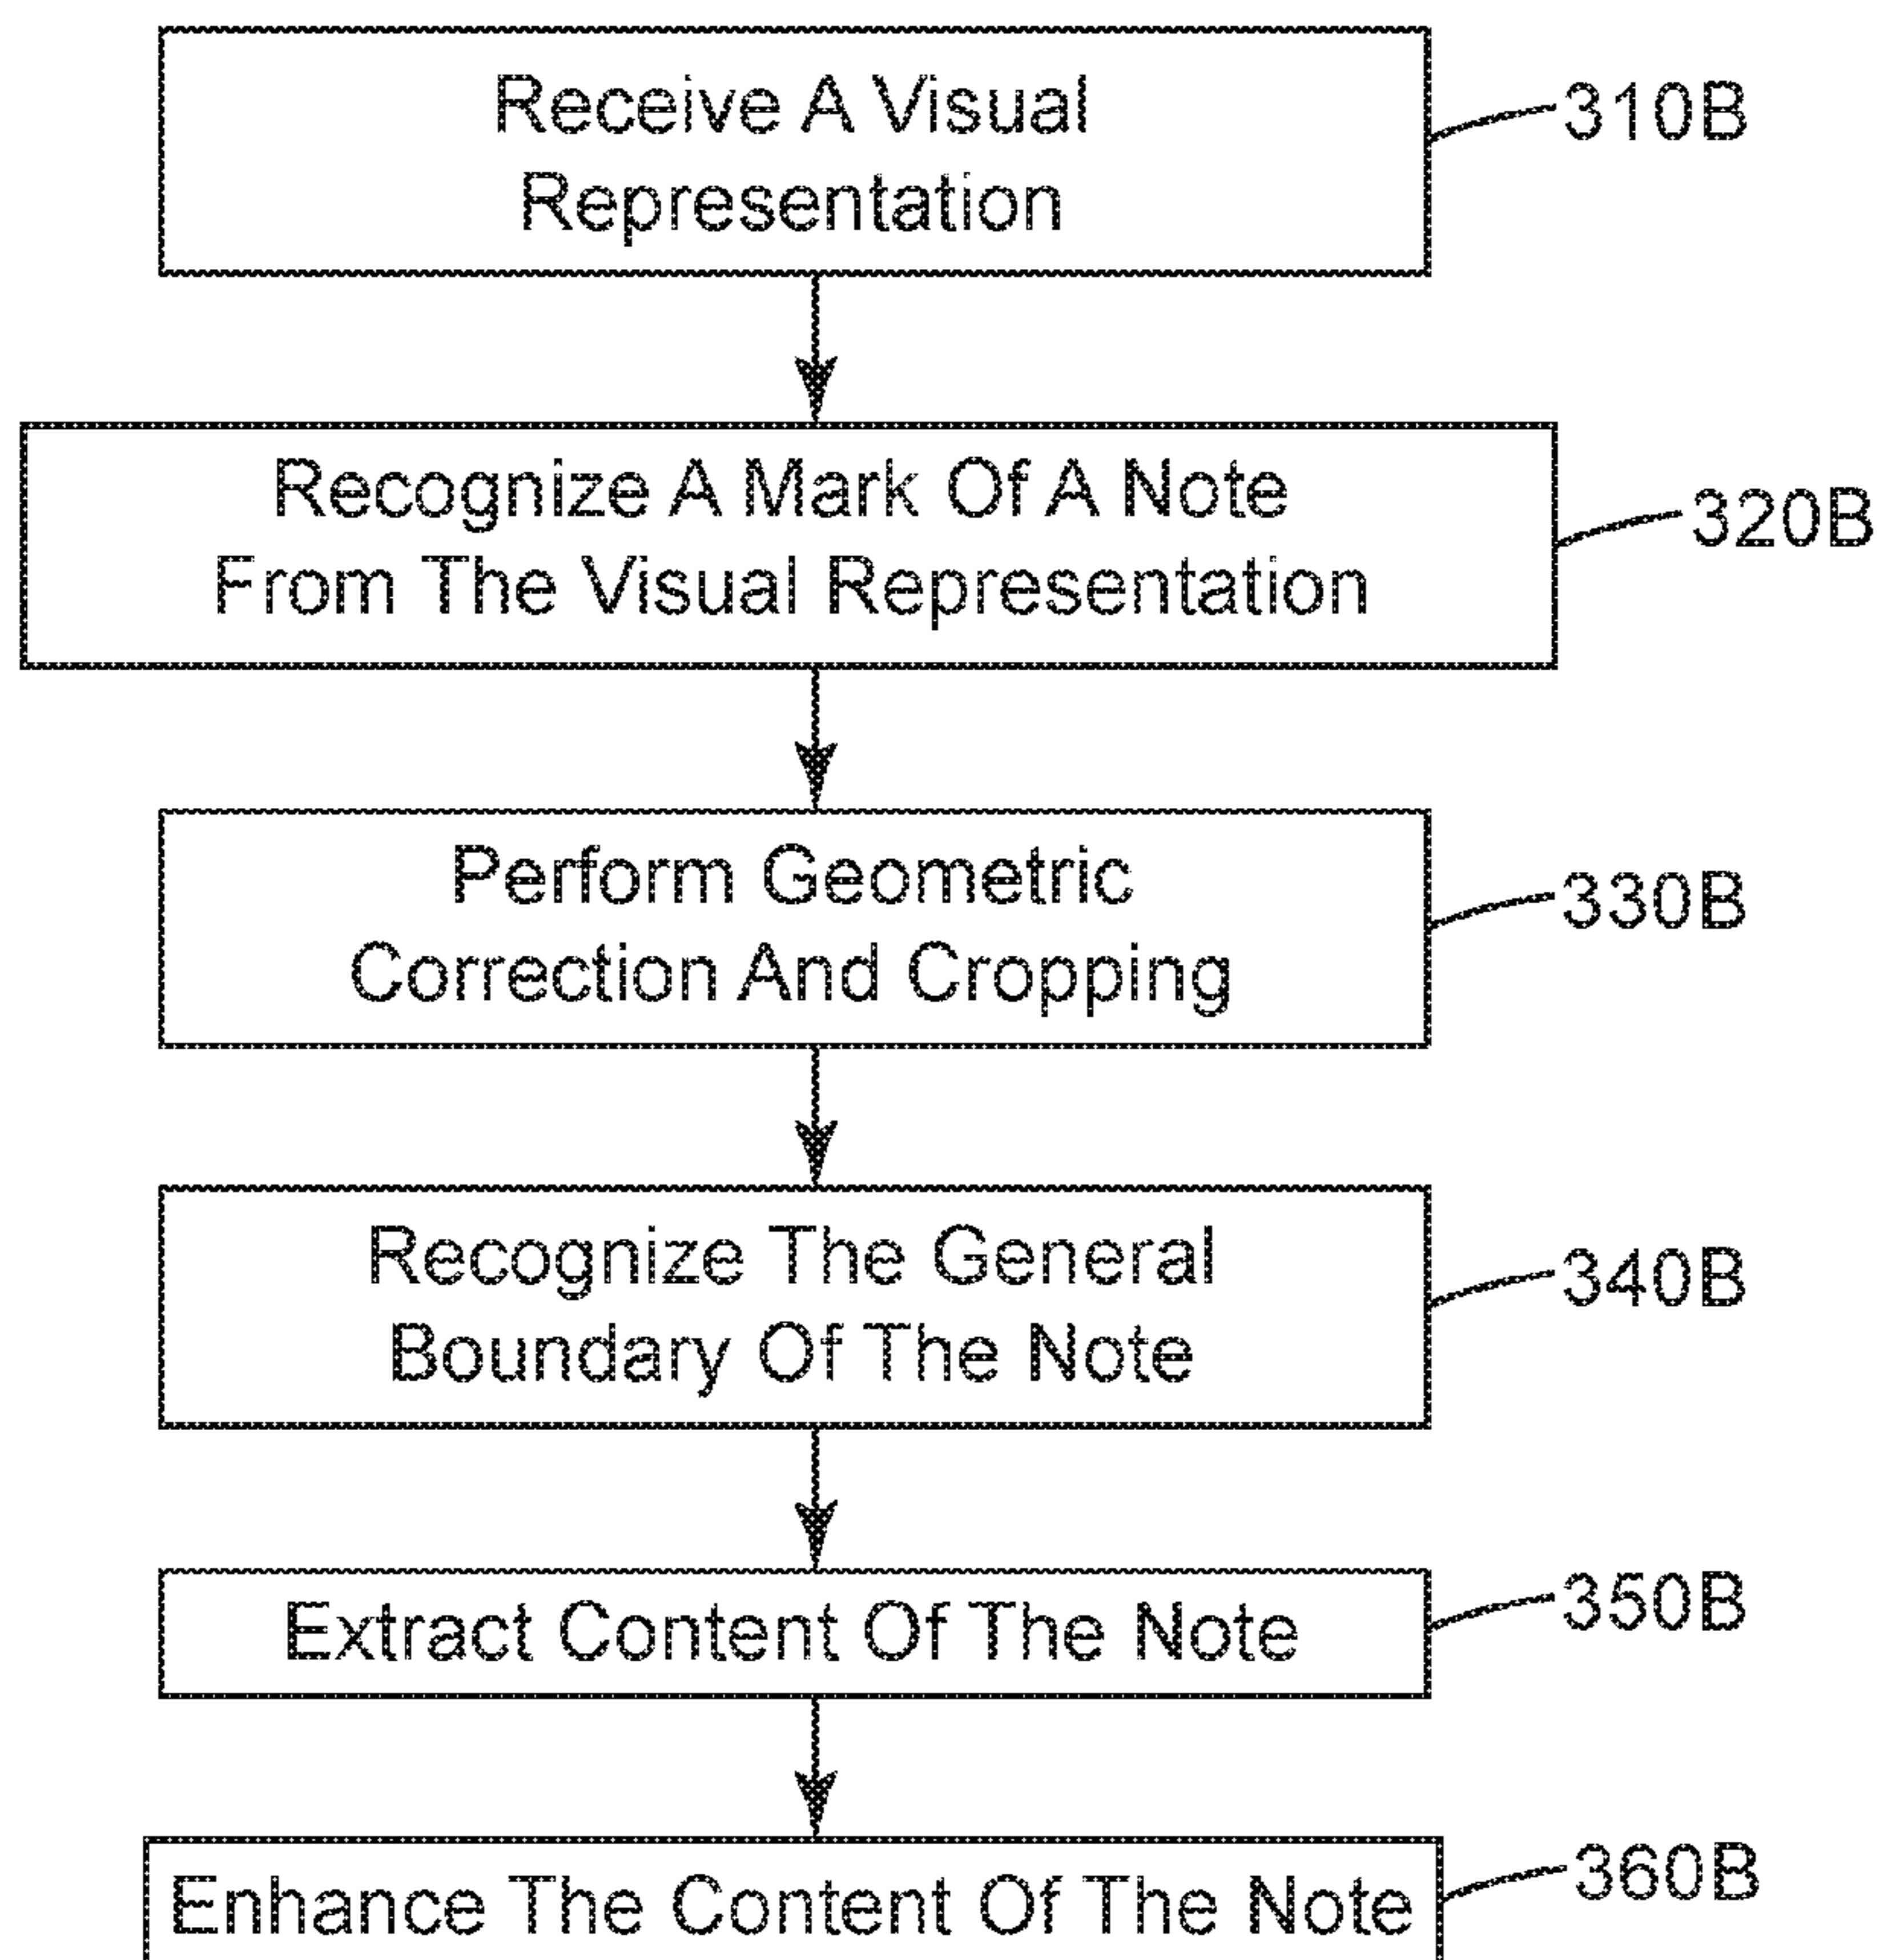 Receive A Visual
Representation
310B
Recognize A Mark Of A Note
From The Visual Representation
320B
Perform Geometric
Correction And Cropping
330B
Recognize The General
Boundary Of The Note
340B
Extract Content Of The Note
350B
Enhance The Content Of The Note
360B